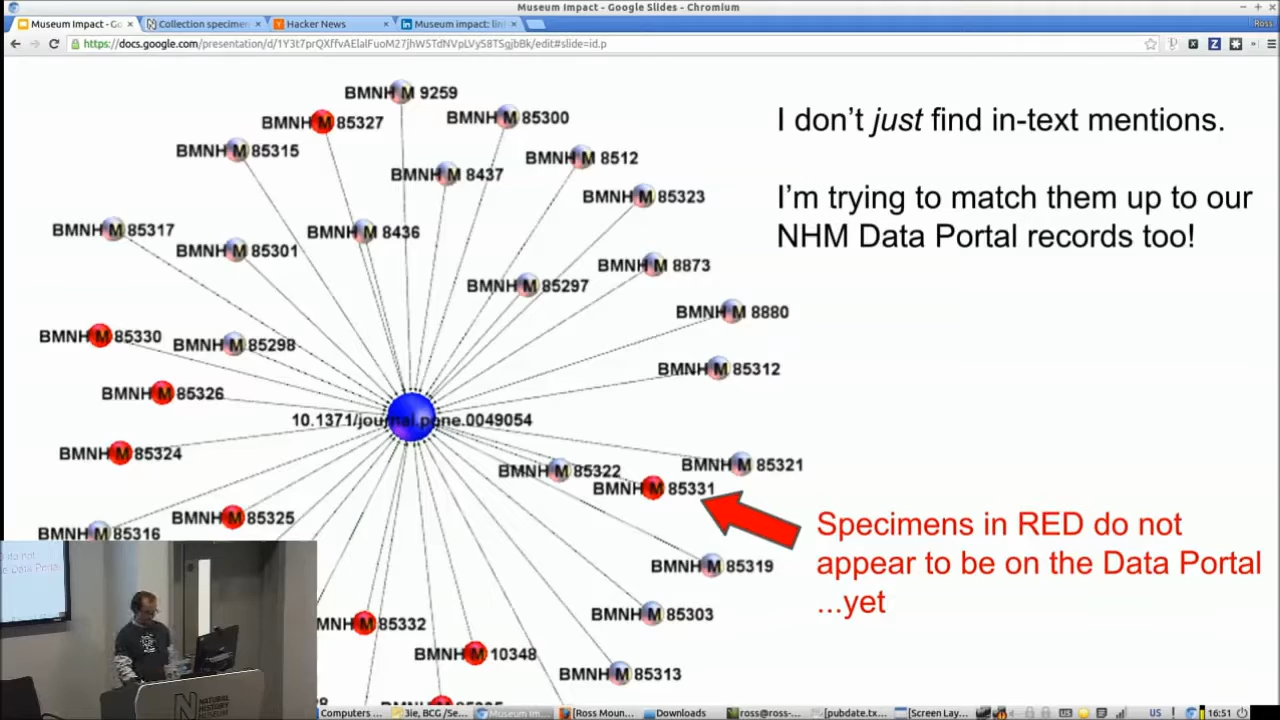 Museum Impact - Google Slides - Chromium
Museum Impact - Go
Collection specimen
Hacker News
Museum impact: lin
Ross
https://docs.google.com/presentation/d/1Y3t7prQXffvAElalFuoM27jhWSTdNVpLVyS8TSgjbBk/edit#slide=id.p
I don't just find in-text mentions.
I'm trying to match them up to our
NHM Data Portal records too!
BMNH M 9259
BMNH M 85327
BMNH M 85300
BMNH M 85315
BMNH M 8512
BMNH M 8437
BMNH M 85323
BMNH M 85317
BMNH M 8436
BMNH M 85301
BMNH M 8873
BMNH M 85297
BMNH M 8880
BMNH M 85330
BMNH M 85298
BMNH M 85312
BMNH M 85326
10.1371/journal.pone.0049054
BMNH M 85324
BMNH M 85321
BMNH M 85322
BMNH M 85331
BMNH M 85325
BMNH M 85316
Specimens in RED do not
appear to be on the Data Portal
...yet
BMNH M 85319
BMNH M 85303
M 85332
BMNH M 10348
BMNH M 85313
NATURAL
HISTORY
MUSEUM
Computers ...
3ie, BCG /Se...
Museum Im...
[Ross Moun...
Downloads
ross@ross-...
[pubdate.tx...
[Screen Lay...
US
16:51